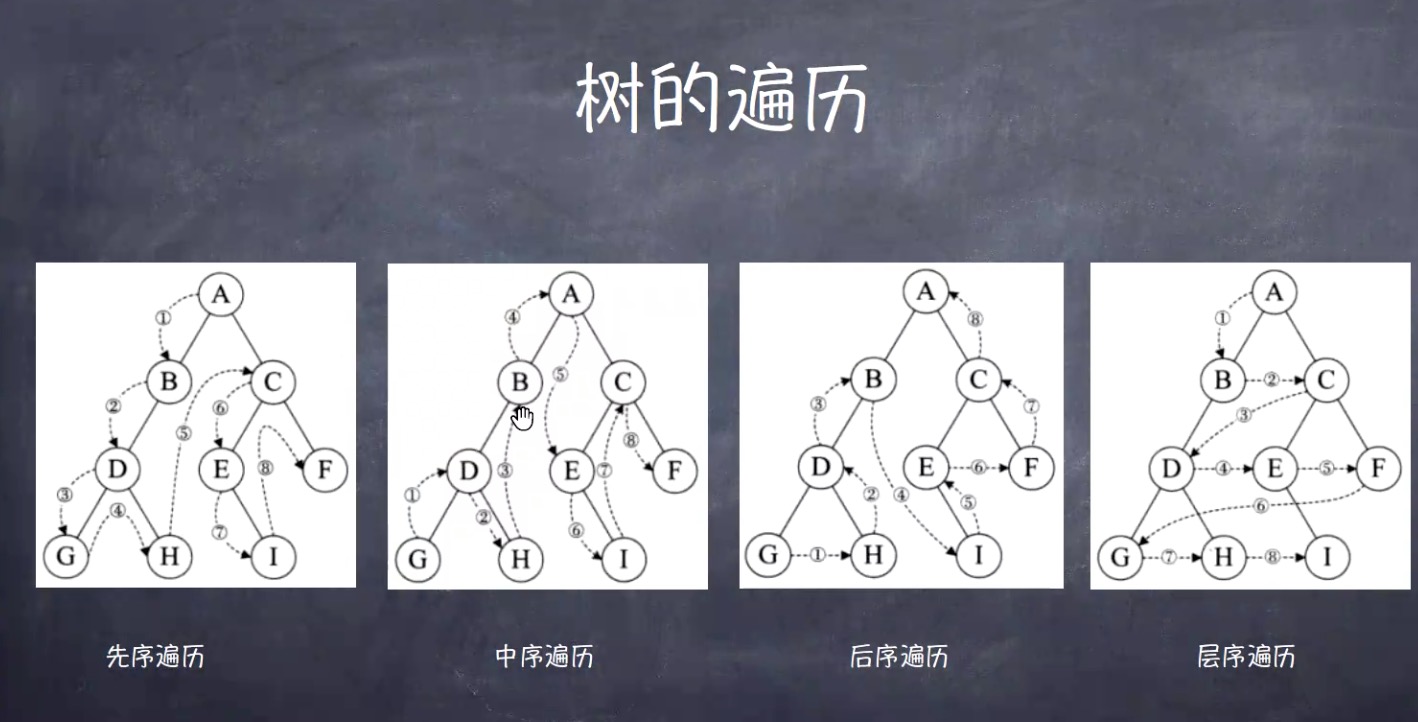 树的遍历
A
①
B C
② ⑤ ⑥
D E F
③ ④ ⑦ ⑧
G H I
A
④ ⑤
B C
③ ⑦ ⑧
D E F
① ② ⑥
G H I
A
⑧
B C
③ ⑦
D E ⑥ F
② ④ ⑤
G ① H I
A
①
B ② C
③
D ④ E ⑤ F
⑥
G ⑦ H ⑧ I
先序遍历 中序遍历 后序遍历 层序遍历